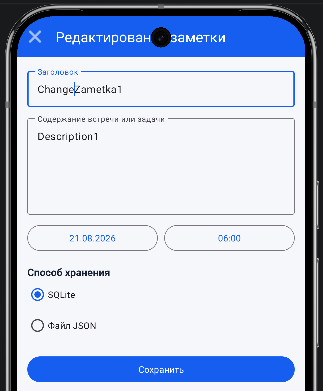 Редактирование заметки
Заголовок
ChangeZametka1
Содержание встречи или задачи
Description1
21.08.2026
06:00
Способ хранения
SQLite
Файл JSON
Сохранить